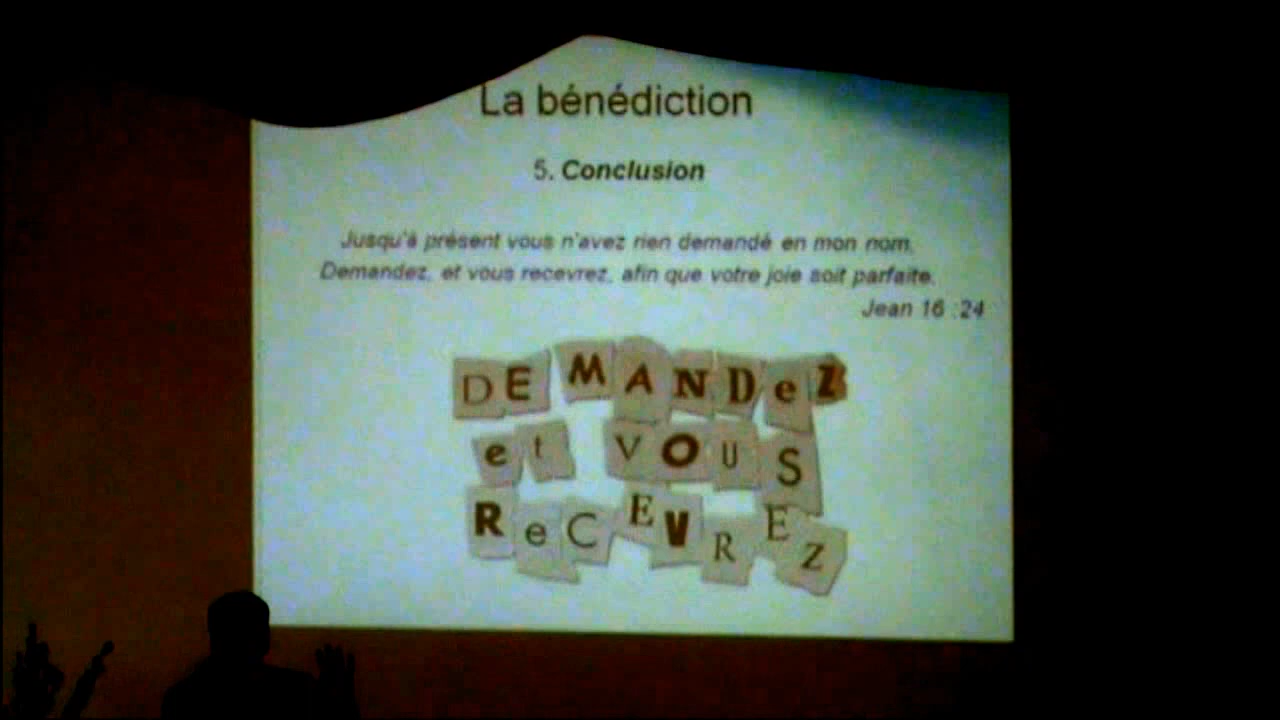 La bénédiction
5. Conclusion
Jusqu'à présent vous n'avez rien demandé en mon nom.
Demandez, et vous recevrez, afin que votre joie soit parfaite.
Jean 16 :24
DEMANDeZ
et VOUS
ReCEVREZ